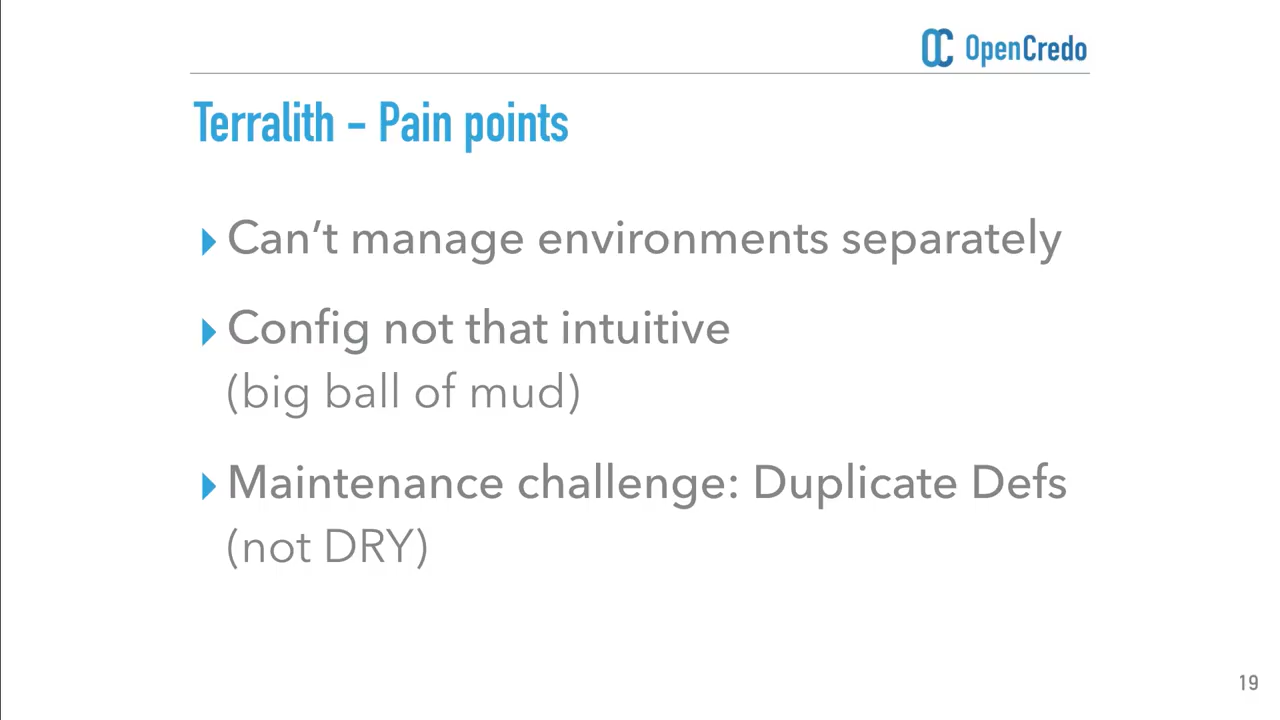 OpenCredo
Terralith – Pain points
Can’t manage environments separately
Config not that intuitive
(big ball of mud)
Maintenance challenge: Duplicate Defs
(not DRY)
19